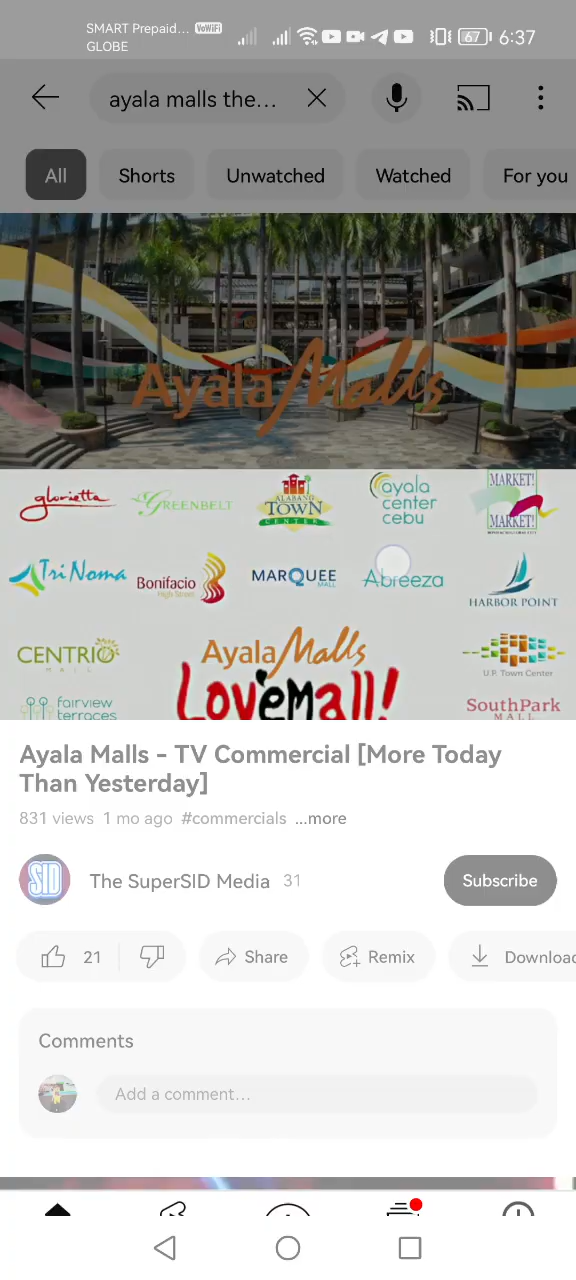 SMART Prepaid... VoWiFi
GLOBE
67 6:37
ayala malls the...
All Shorts Unwatched Watched For you
Ayala Malls
glorietta GREENBELT ALABANG TOWN CENTER ayala center cebu MARKET! MARKET!
TriNoma Bonifacio High Street MARQUEE MALL Abreeza HARBOR POINT
CENTRIO MALL Ayala Malls U.P. Town Center
fairview terraces Lov'emall! SouthPark MALL
Ayala Malls - TV Commercial [More Today
Than Yesterday]
831 views 1 mo ago #commercials ...more
SID The SuperSID Media 31 Subscribe
21 Share Remix Downloa
Comments
Add a comment...